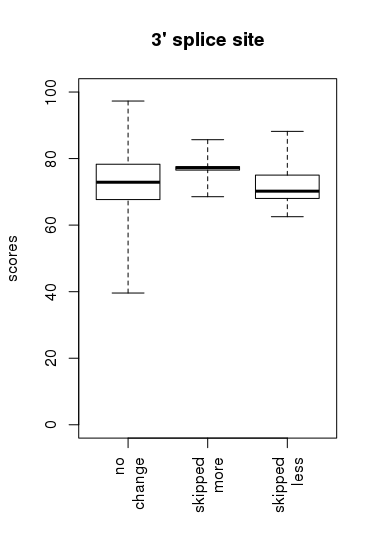 3' splice site
scores
100
80
60
40
20
0
no
change
skipped
more
skipped
less